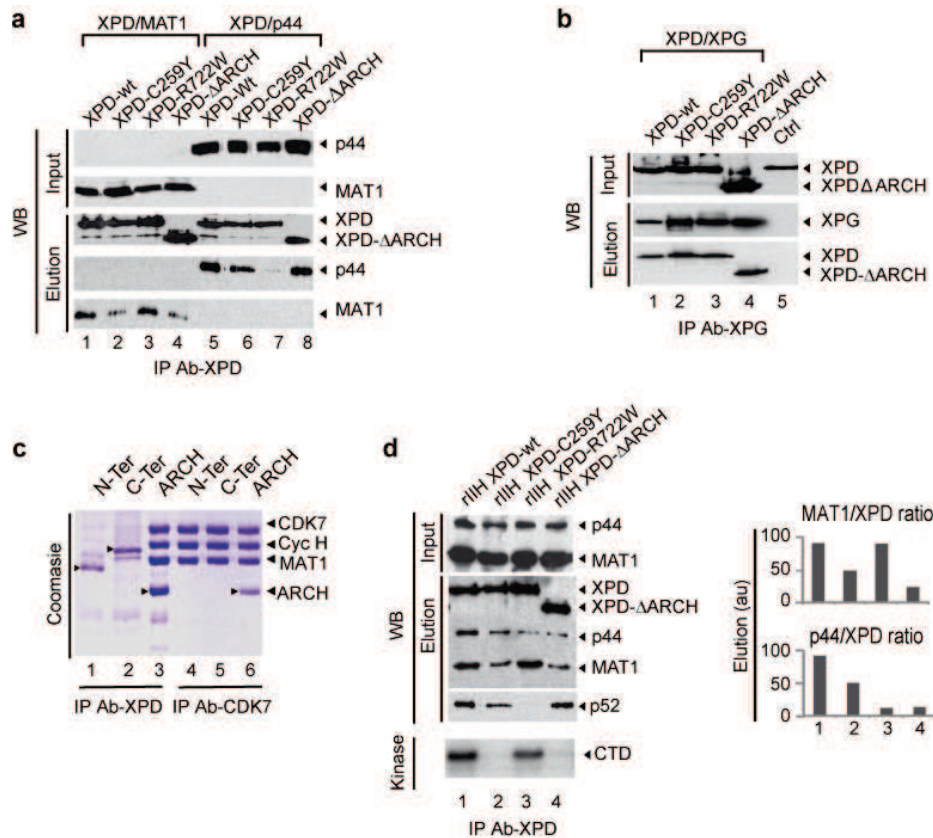 a
XPD/MAT1 XPD/p44
XPD-wt
XPD-C259Y
XPD-R722W
XPD-ΔARCH
XPD-Wt
XPD-C259Y
XPD-R722W
XPD-ΔARCH
WB
Input
p44
MAT1
Elution
XPD
XPD-ΔARCH
p44
MAT1
1 2 3 4 5 6 7 8
IP Ab-XPD
b
XPD/XPG
XPD-wt
XPD-C259Y
XPD-R722W
XPD-ΔARCH
Ctrl
WB
Input
XPD
XPDΔARCH
Elution
XPG
XPD
XPD-ΔARCH
1 2 3 4 5
IP Ab-XPG
c
N-Ter
C-Ter
ARCH
N-Ter
C-Ter
ARCH
Coomasie
CDK7
Cyc H
MAT1
ARCH
1 2 3 4 5 6
IP Ab-XPD IP Ab-CDK7
d
rIIH XPD-wt
rIIH XPD-C259Y
rIIH XPD-R722W
rIIH XPD-ΔARCH
WB
Input
p44
MAT1
Elution
XPD
XPD-ΔARCH
p44
MAT1
p52
Kinase
CTD
1 2 3 4
IP Ab-XPD
MAT1/XPD ratio
100
50
0
p44/XPD ratio
100
50
0
Elution (au)
1 2 3 4